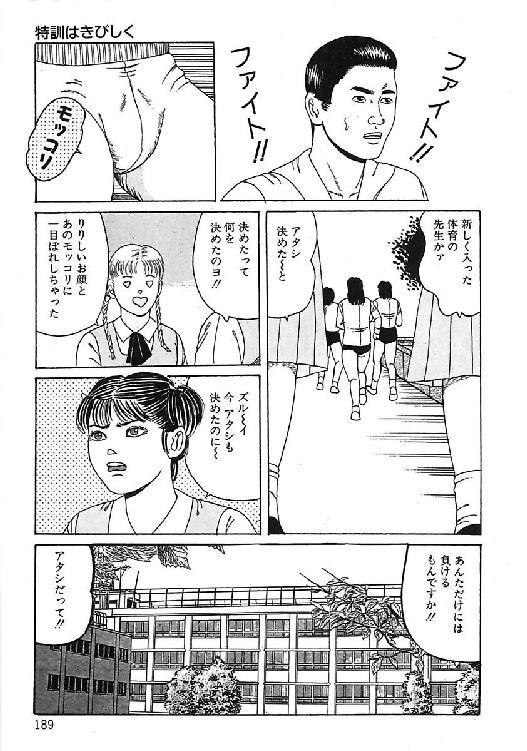 特訓はきびしく
ファイト!!
ファイト!!
モッコリ
新しく入った
体育の
先生かァ
アタシ
決めた〜と
決めたって
何を
決めたのヨ!!
りりしいお顔と
あのモッコリに
一目ぼれしちゃった
ズル〜イ
今 アタシも
決めたのに〜
あんただけには
負ける
もんですか!!
アタシだって!!
189